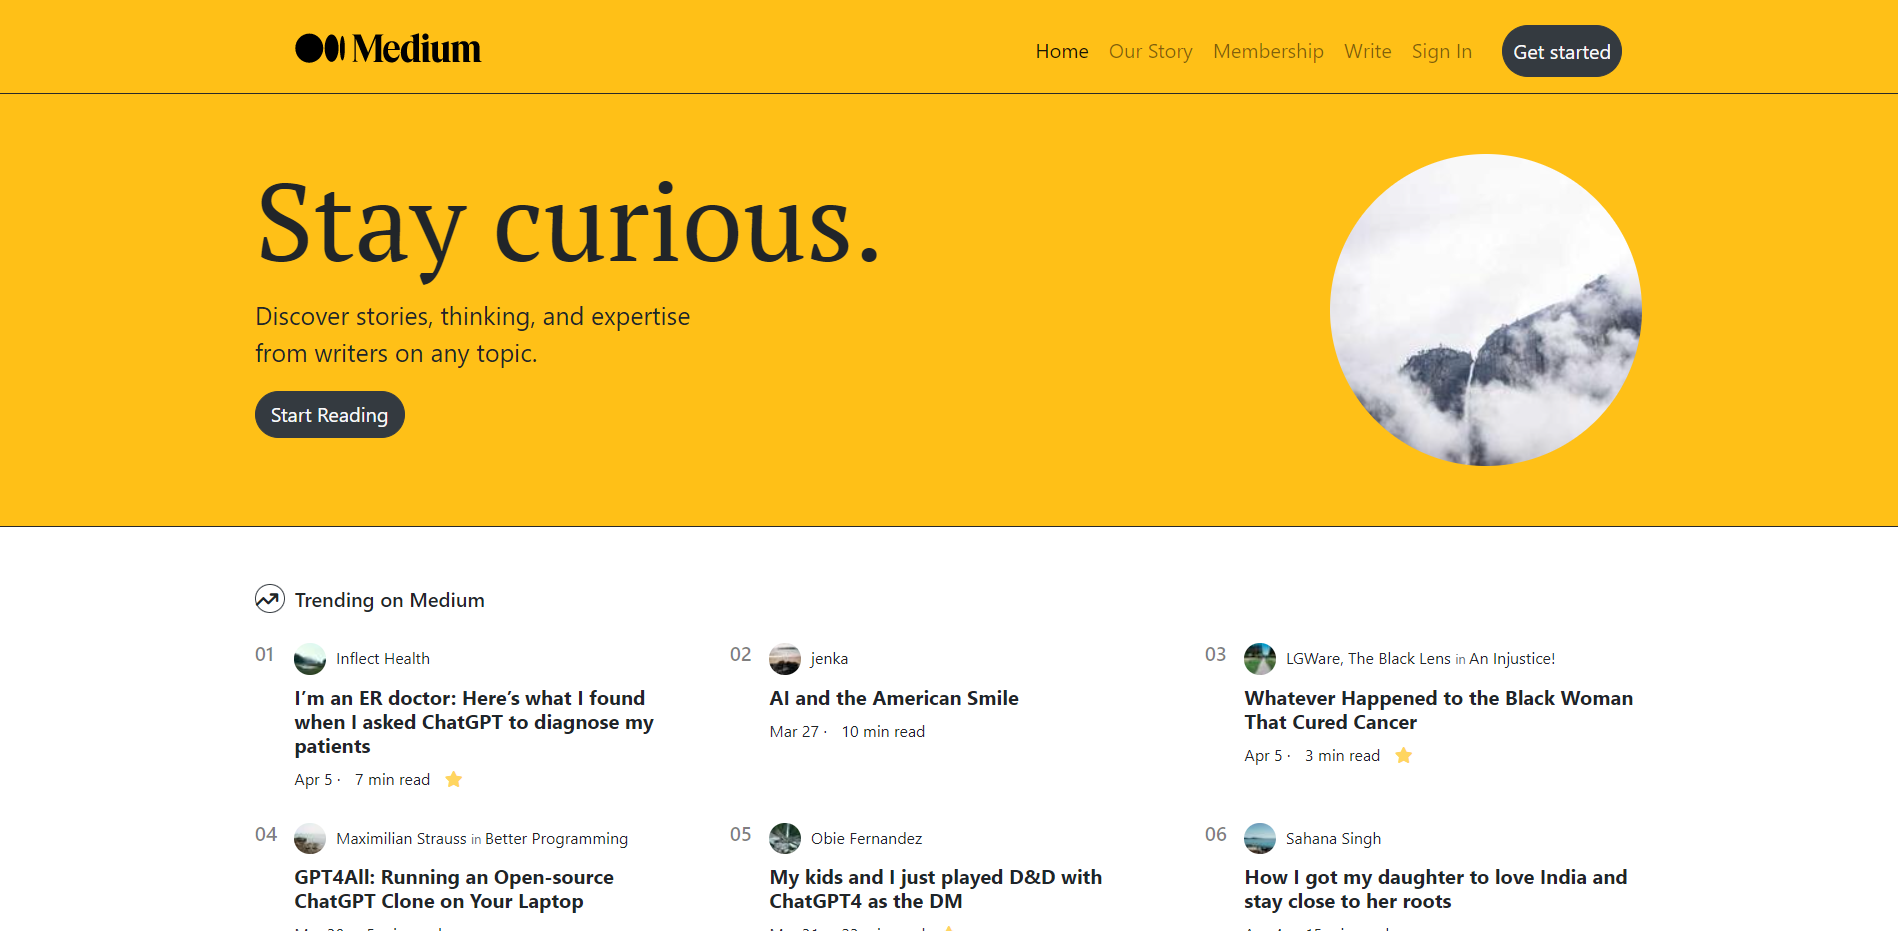 Medium
Home Our Story Membership Write Sign In Get started
Stay curious.
Discover stories, thinking, and expertise
from writers on any topic.
Start Reading
Trending on Medium
01 Inflect Health
I’m an ER doctor: Here’s what I found
when I asked ChatGPT to diagnose my
patients
Apr 5 · 7 min read
02 jenka
AI and the American Smile
Mar 27 · 10 min read
03 LGWare, The Black Lens in An Injustice!
Whatever Happened to the Black Woman
That Cured Cancer
Apr 5 · 3 min read
04 Maximilian Strauss in Better Programming
GPT4All: Running an Open-source
ChatGPT Clone on Your Laptop
05 Obie Fernandez
My kids and I just played D&D with
ChatGPT4 as the DM
06 Sahana Singh
How I got my daughter to love India and
stay close to her roots